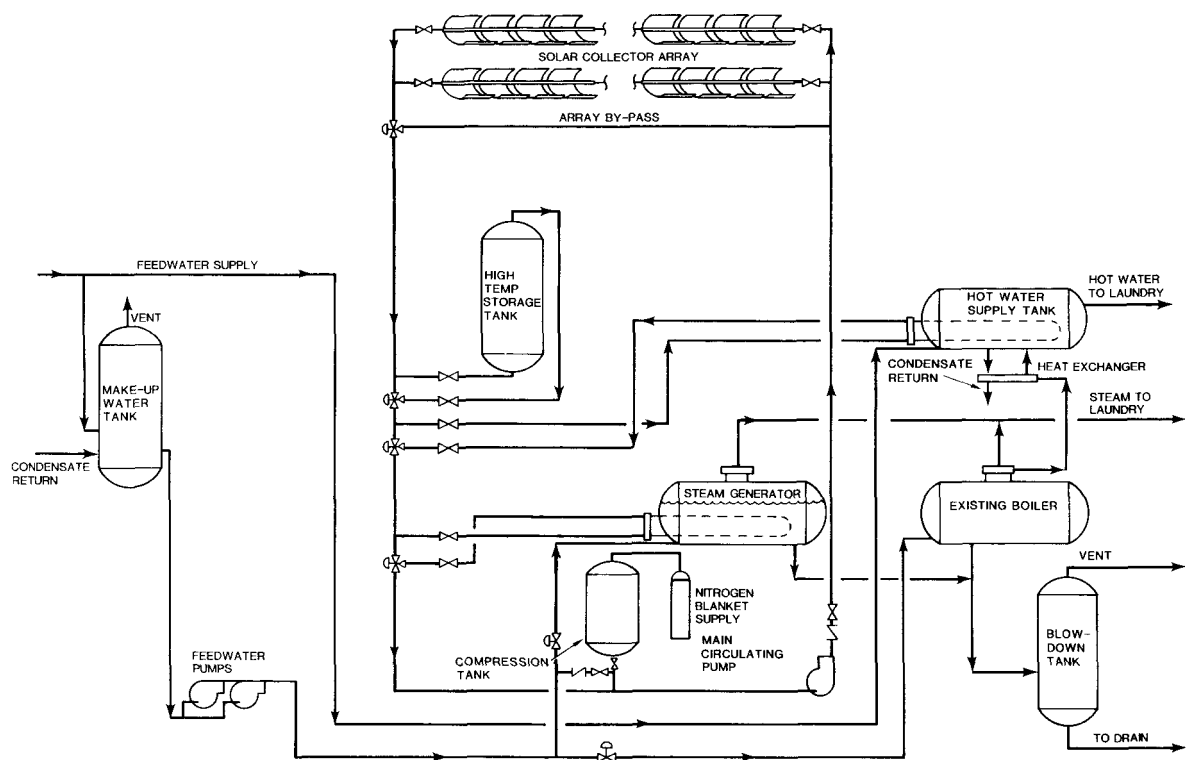 SOLAR COLLECTOR ARRAY
ARRAY BY-PASS
FEEDWATER SUPPLY
VENT
MAKE-UP
WATER
TANK
CONDENSATE
RETURN
FEEDWATER
PUMPS
HIGH
TEMP
STORAGE
TANK
HOT WATER
SUPPLY TANK
HOT WATER
TO LAUNDRY
CONDENSATE
RETURN
HEAT EXCHANGER
STEAM TO
LAUNDRY
STEAM GENERATOR
EXISTING BOILER
NITROGEN
BLANKET
SUPPLY
MAIN
CIRCULATING
PUMP
COMPRESSION
TANK
VENT
BLOW-
DOWN
TANK
TO DRAIN